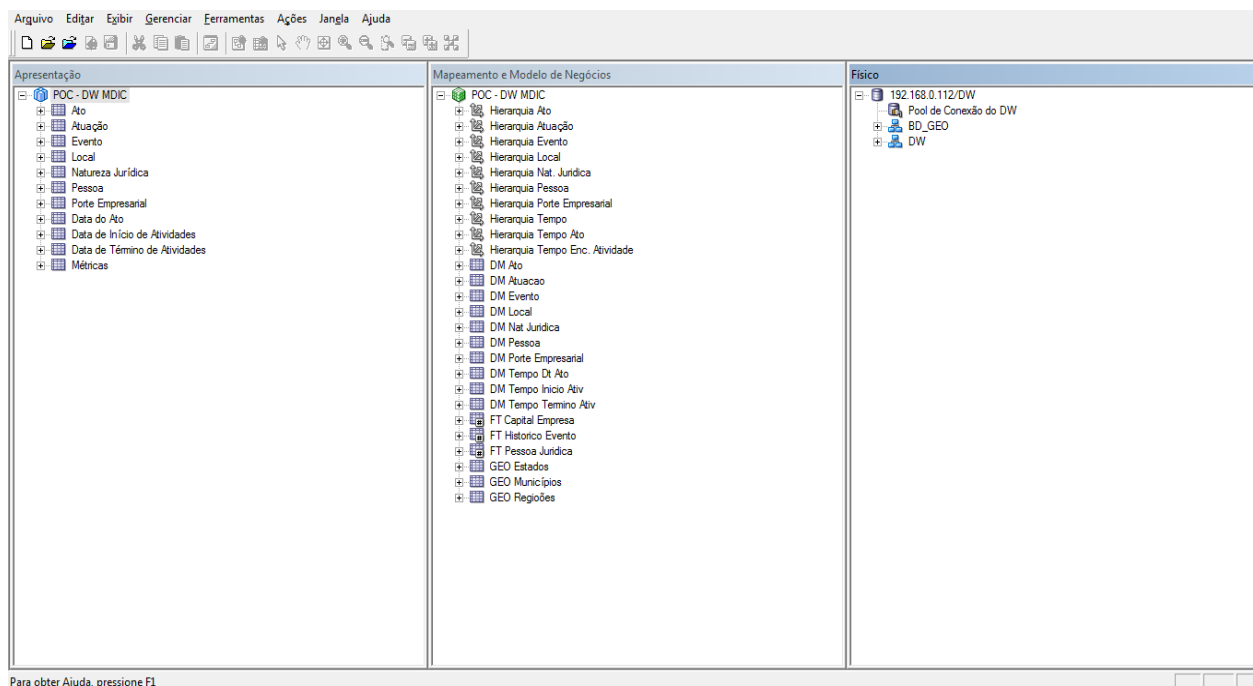 Arquivo Editar Exibir Gerenciar Ferramentas Ações Janela Ajuda
Apresentação
POC - DW MDIC
Ato
Atuação
Evento
Local
Natureza Jurídica
Pessoa
Porte Empresarial
Data do Ato
Data de Início de Atividades
Data de Término de Atividades
Métricas
Mapeamento e Modelo de Negócios
POC - DW MDIC
Hierarquia Ato
Hierarquia Atuação
Hierarquia Evento
Hierarquia Local
Hierarquia Nat. Juridica
Hierarquia Pessoa
Hierarquia Porte Empresarial
Hierarquia Tempo
Hierarquia Tempo Ato
Hierarquia Tempo Enc. Atividade
DM Ato
DM Atuacao
DM Evento
DM Local
DM Nat Juridica
DM Pessoa
DM Porte Empresarial
DM Tempo Dt Ato
DM Tempo Inicio Ativ
DM Tempo Termino Ativ
FT Capital Empresa
FT Historico Evento
FT Pessoa Juridica
GEO Estados
GEO Municípios
GEO Regioões
Físico
192.168.0.112/DW
Pool de Conexão do DW
BD_GEO
DW
Para obter Ajuda, pressione F1